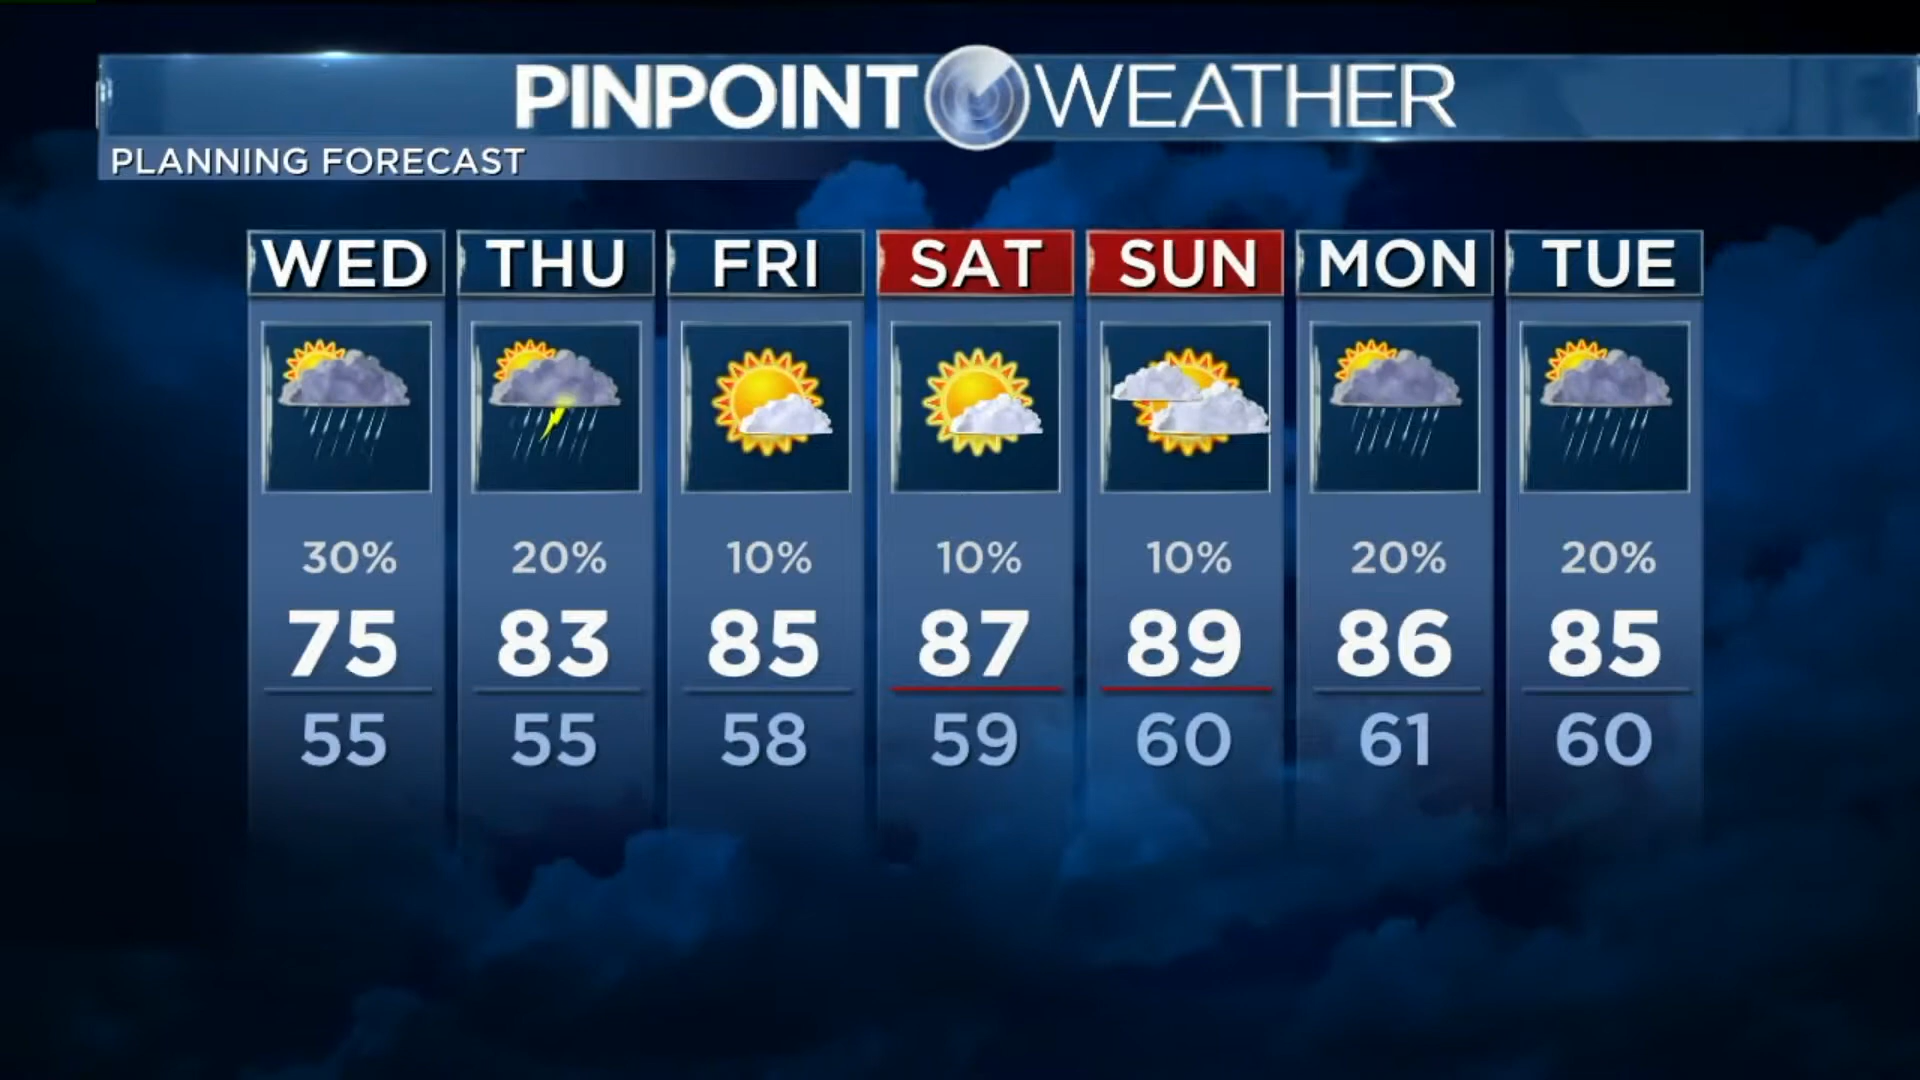 PINPOINT WEATHER
PLANNING FORECAST
WED THU FRI SAT SUN MON TUE
30% 20% 10% 10% 10% 20% 20%
75 83 85 87 89 86 85
55 55 58 59 60 61 60